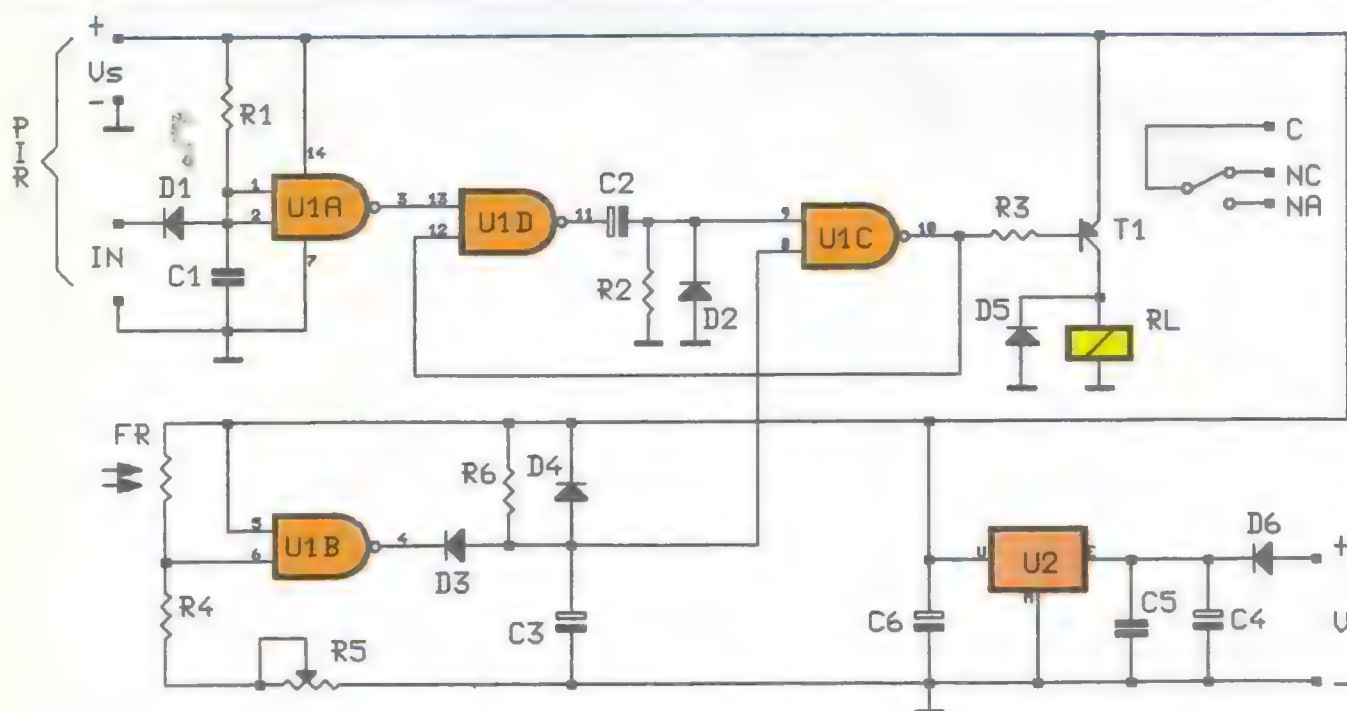 +
Vs
-
PIR
R1
14
D1
1
2
U1A
3
13
12
U1D
11
C2
9
8
U1C
10
R3
T1
C
NC
NA
IN
C1
7
R2
D2
D5
RL
FR
R6
D4
5
6
U1B
4
D3
R4
R5
C3
C6
U
U2
M
C5
C4
D6
+
V
-